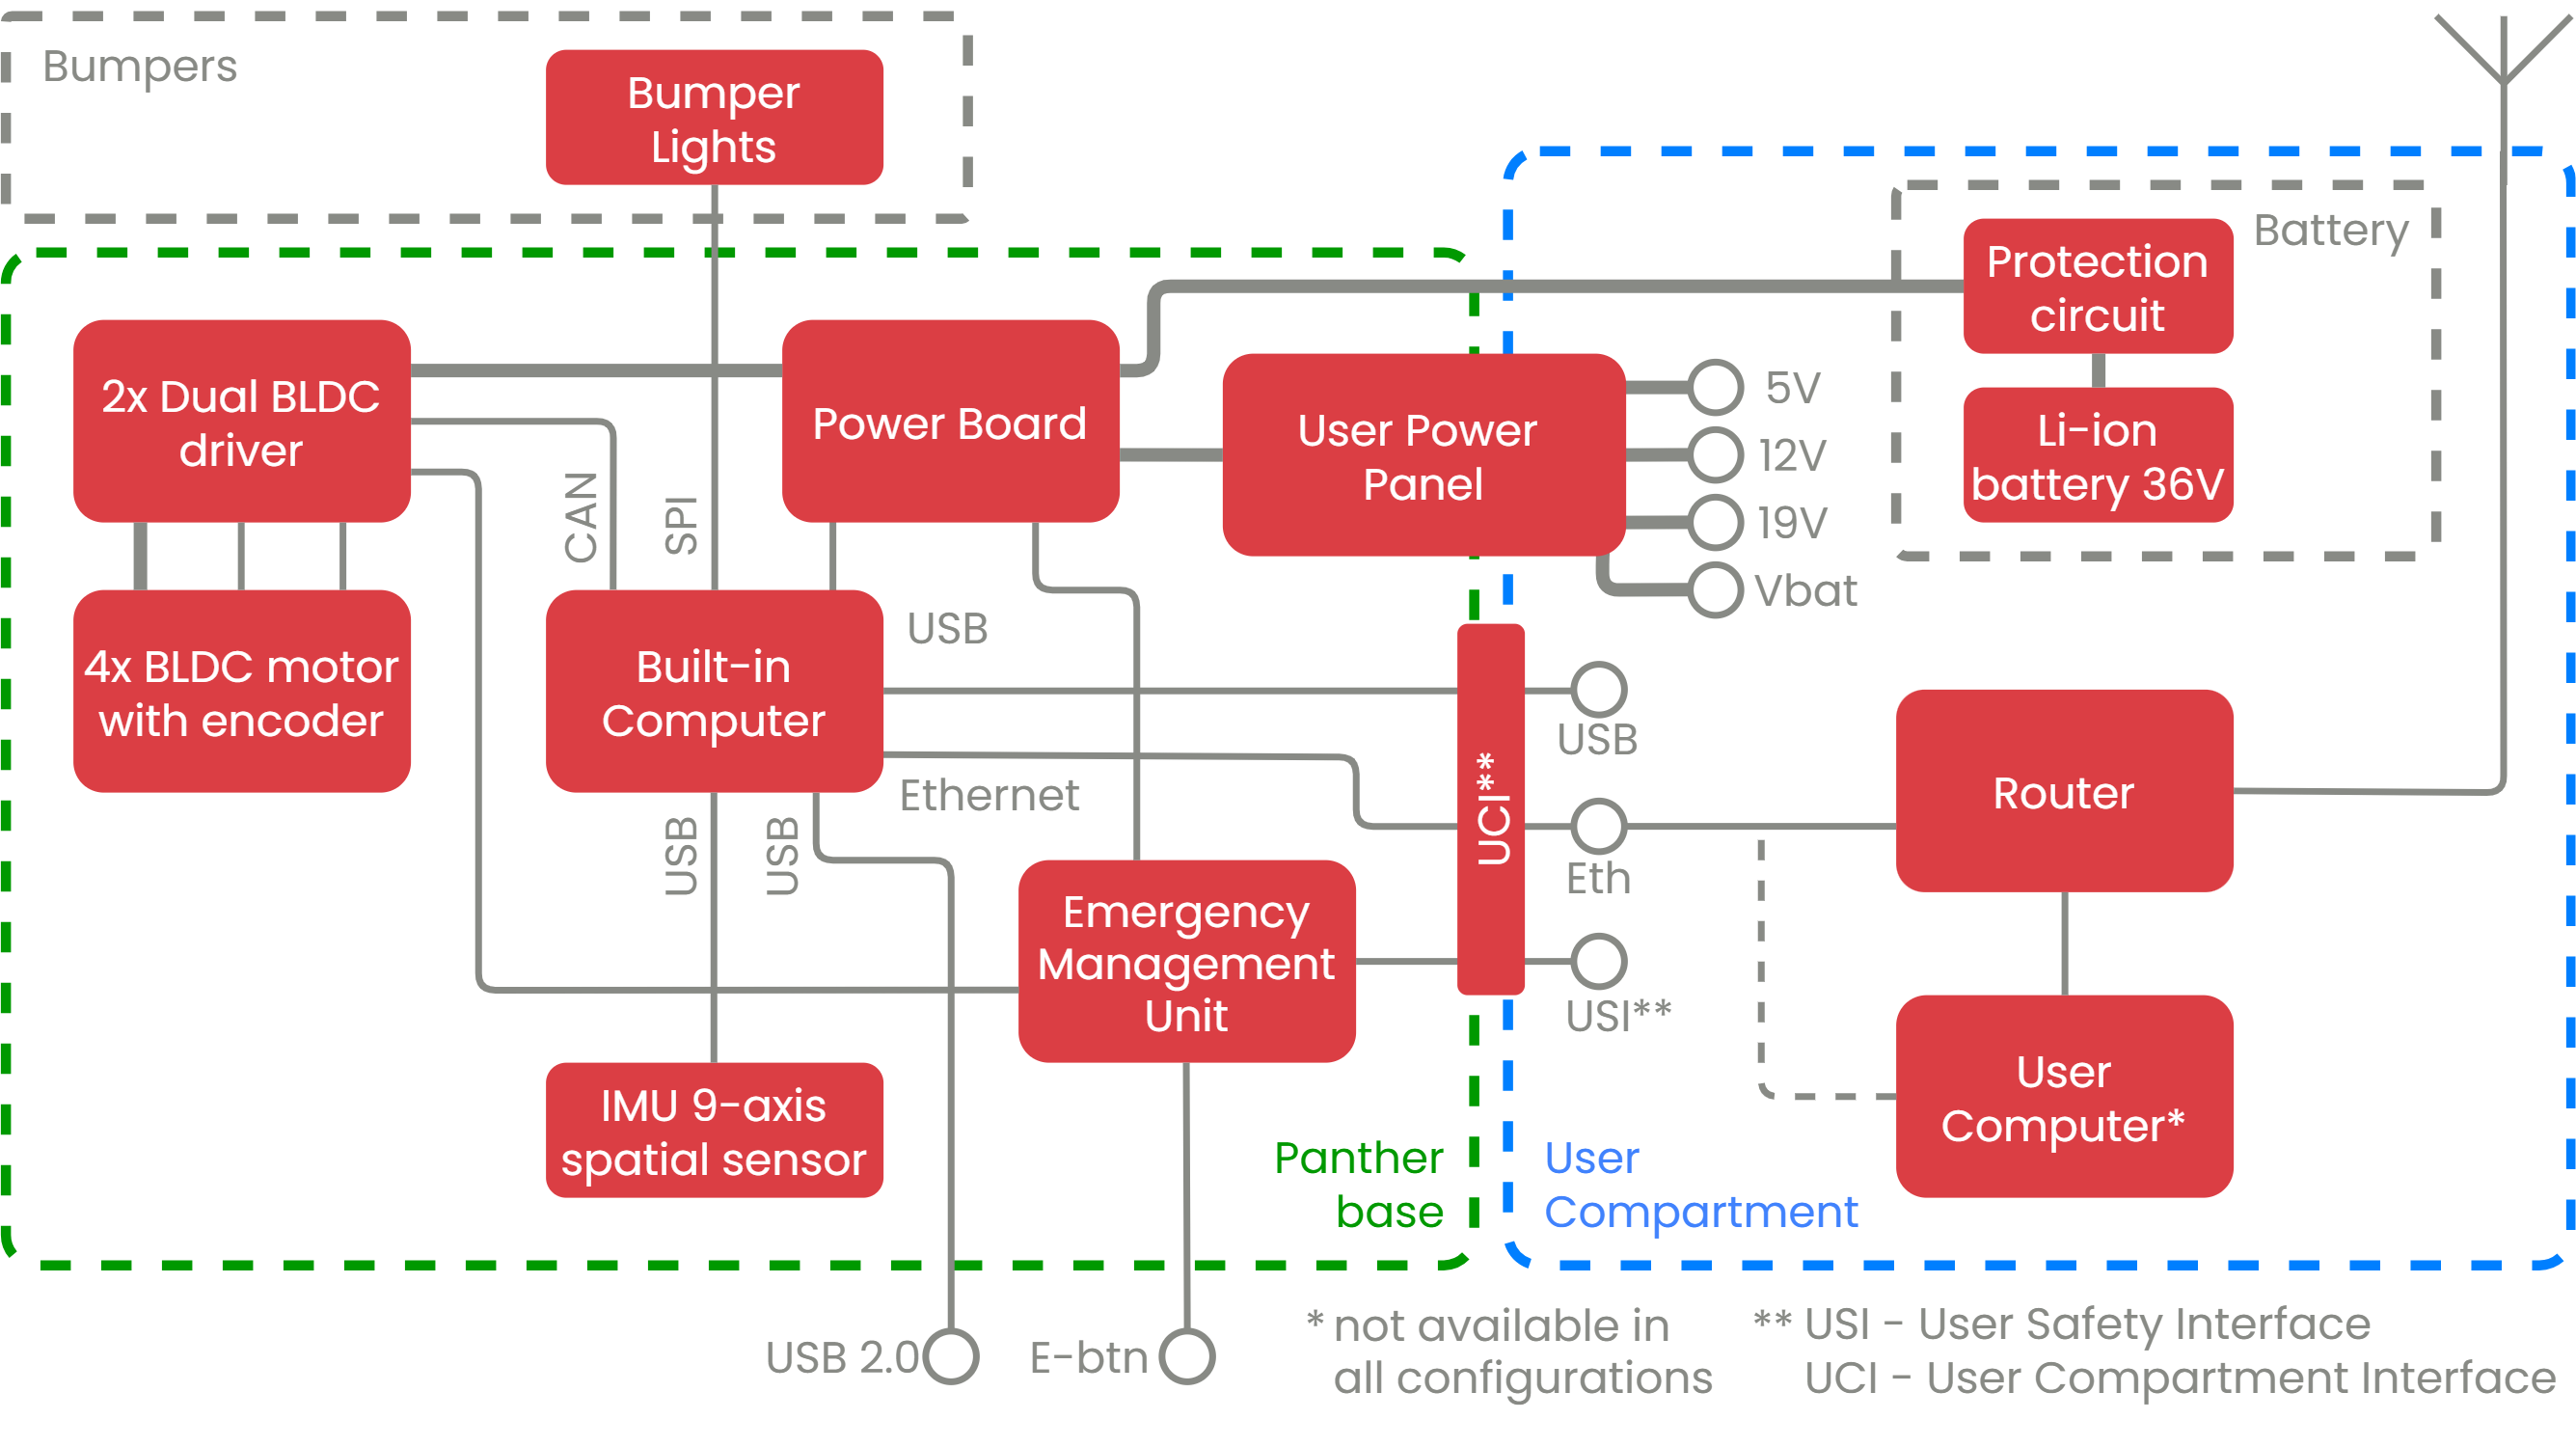 Bumpers
Bumper
Lights
Battery
Protection
circuit
Li-ion
battery 36V
2x Dual BLDC
driver
Power Board
User Power
Panel
5V
12V
19V
Vbat
CAN
SPI
4x BLDC motor
with encoder
Built-in
Computer
USB
USB
UCI**
Ethernet
Eth
Router
USB
USB
Emergency
Management
Unit
USI**
IMU 9-axis
spatial sensor
User
Computer*
Panther
base
User
Compartment
USB 2.0
E-btn
* not available in
all configurations
** USI - User Safety Interface
UCI - User Compartment Interface